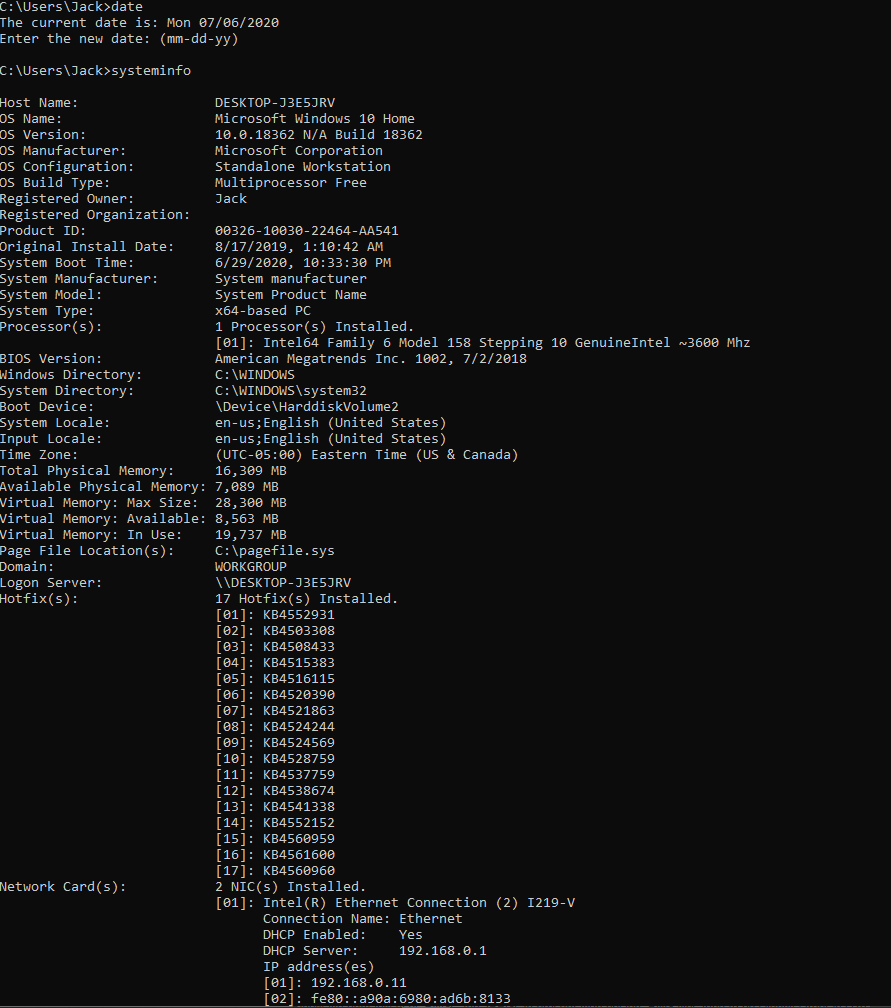 C:\Users\Jack>date
The current date is: Mon 07/06/2020
Enter the new date: (mm-dd-yy)
C:\Users\Jack>systeminfo
Host Name: DESKTOP-J3E5JRV
OS Name: Microsoft Windows 10 Home
OS Version: 10.0.18362 N/A Build 18362
OS Manufacturer: Microsoft Corporation
OS Configuration: Standalone Workstation
OS Build Type: Multiprocessor Free
Registered Owner: Jack
Registered Organization:
Product ID: 00326-10030-22464-AA541
Original Install Date: 8/17/2019, 1:10:42 AM
System Boot Time: 6/29/2020, 10:33:30 PM
System Manufacturer: System manufacturer
System Model: System Product Name
System Type: x64-based PC
Processor(s): 1 Processor(s) Installed.
[01]: Intel64 Family 6 Model 158 Stepping 10 GenuineIntel ~3600 Mhz
BIOS Version: American Megatrends Inc. 1002, 7/2/2018
Windows Directory: C:\WINDOWS
System Directory: C:\WINDOWS\system32
Boot Device: \Device\HarddiskVolume2
System Locale: en-us;English (United States)
Input Locale: en-us;English (United States)
Time Zone: (UTC-05:00) Eastern Time (US & Canada)
Total Physical Memory: 16,309 MB
Available Physical Memory: 7,089 MB
Virtual Memory: Max Size: 28,300 MB
Virtual Memory: Available: 8,563 MB
Virtual Memory: In Use: 19,737 MB
Page File Location(s): C:\pagefile.sys
Domain: WORKGROUP
Logon Server: \\DESKTOP-J3E5JRV
Hotfix(s): 17 Hotfix(s) Installed.
[01]: KB4552931
[02]: KB4503308
[03]: KB4508433
[04]: KB4515383
[05]: KB4516115
[06]: KB4520390
[07]: KB4521863
[08]: KB4524244
[09]: KB4524569
[10]: KB4528759
[11]: KB4537759
[12]: KB4538674
[13]: KB4541338
[14]: KB4552152
[15]: KB4560959
[16]: KB4561600
[17]: KB4560960
Network Card(s): 2 NIC(s) Installed.
[01]: Intel(R) Ethernet Connection (2) I219-V
Connection Name: Ethernet
DHCP Enabled: Yes
DHCP Server: 192.168.0.1
IP address(es)
[01]: 192.168.0.11
[02]: fe80::a90a:6980:ad6b:8133